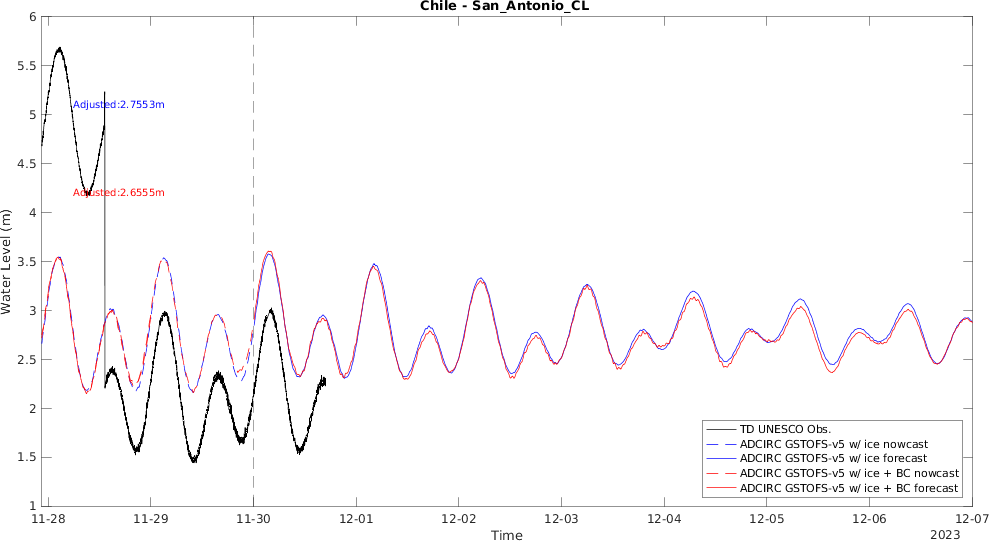 Chile - San_Antonio_CL
6
5.5
5
4.5
4
3.5
3
2.5
2
1.5
1
Water Level (m)
Adjusted:2.7553m
Adjusted:2.6555m
TD UNESCO Obs.
ADCIRC GSTOFS-v5 w/ ice nowcast
ADCIRC GSTOFS-v5 w/ ice forecast
ADCIRC GSTOFS-v5 w/ ice + BC nowcast
ADCIRC GSTOFS-v5 w/ ice + BC forecast
11-28 11-29 11-30 12-01 12-02 12-03 12-04 12-05 12-06 12-07
Time
2023